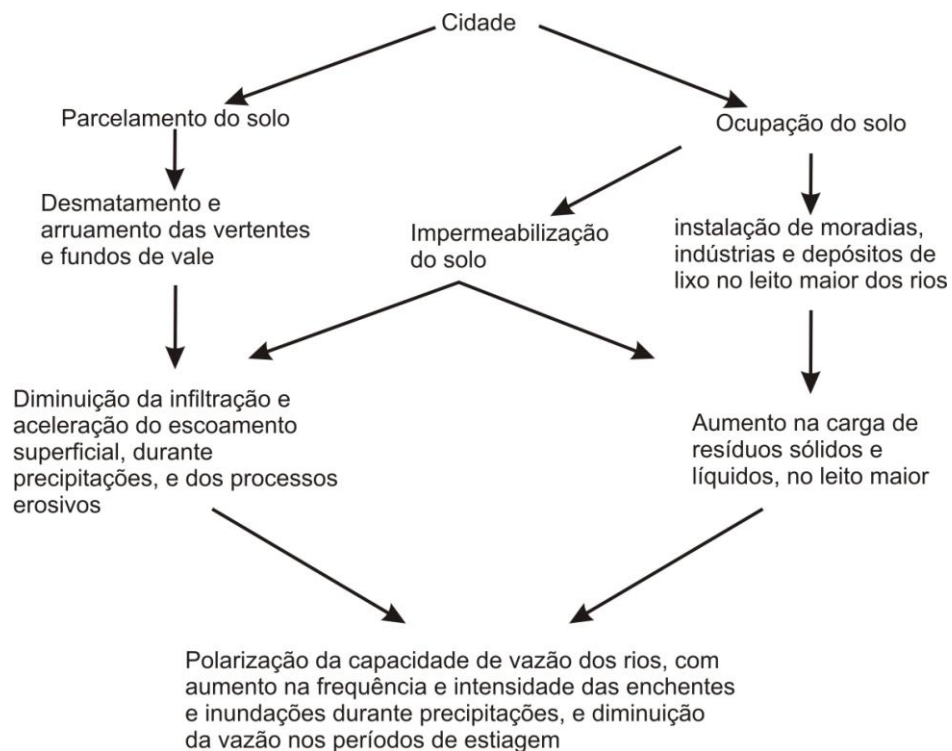 Cidade
Parcelamento do solo
Ocupação do solo
Desmatamento e
arruamento das vertentes
e fundos de vale
Impermeabilização
do solo
instalação de moradias,
indústrias e depósitos de
lixo no leito maior dos rios
Diminuição da infiltração e
aceleração do escoamento
superficial, durante
precipitações, e dos processos
erosivos
Aumento na carga de
resíduos sólidos e
líquidos, no leito maior
Polarização da capacidade de vazão dos rios, com
aumento na frequência e intensidade das enchentes
e inundações durante precipitações, e diminuição
da vazão nos períodos de estiagem